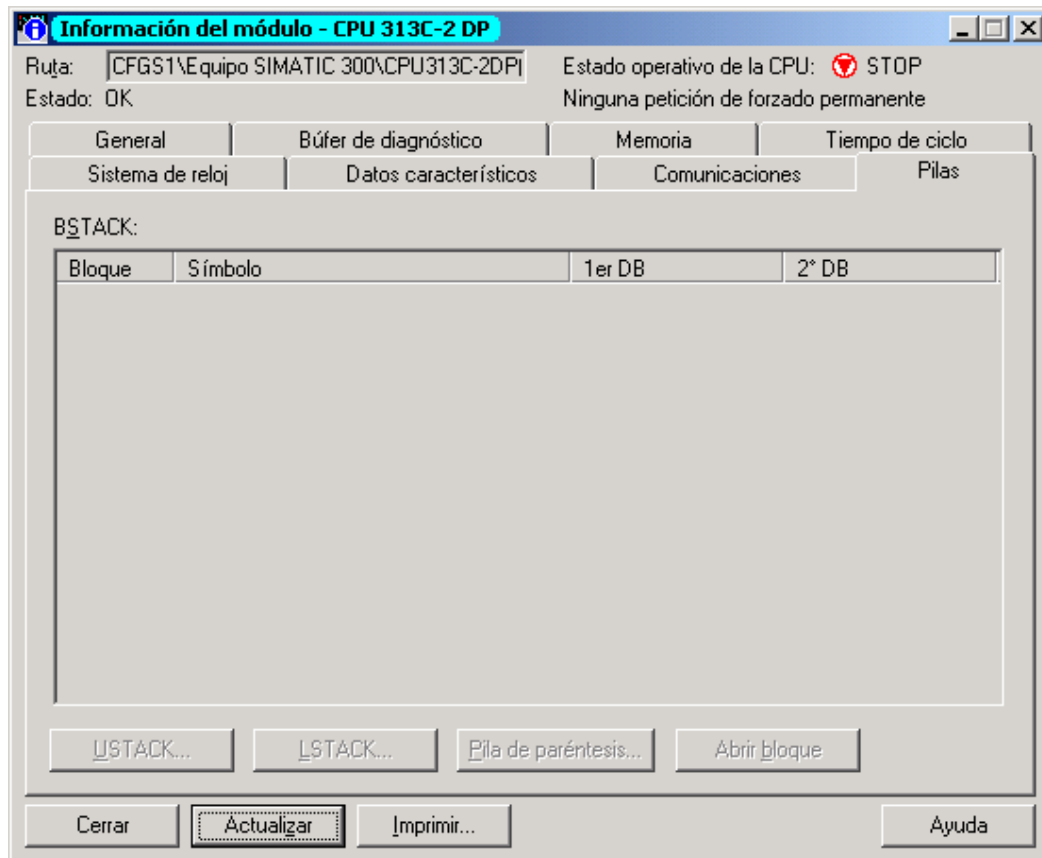 Información del módulo - CPU 313C-2 DP
Ruta: CFGS1\Equipo SIMATIC 300\CPU313C-2DP Estado operativo de la CPU: STOP
Estado: OK Ninguna petición de forzado permanente
General Búfer de diagnóstico Memoria Tiempo de ciclo
Sistema de reloj Datos característicos Comunicaciones Pilas
BSTACK:
Bloque Símbolo 1er DB 2° DB
USTACK... LSTACK... Pila de paréntesis... Abrir bloque
Cerrar Actualizar Imprimir... Ayuda